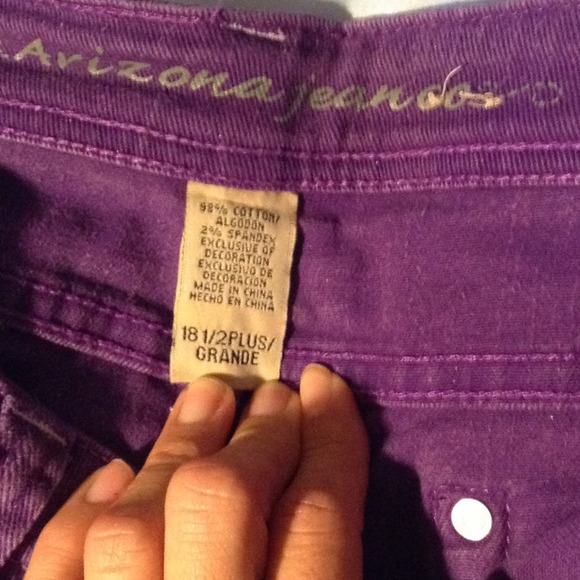 Arizona jean co
98% COTTON/
ALGODON
2% SPANDEX
EXCLUSIVE OF
DECORATION
EXCLUSIVO DE
DECORACION
MADE IN CHINA
HECHO EN CHINA
18 1/2PLUS/
GRANDE